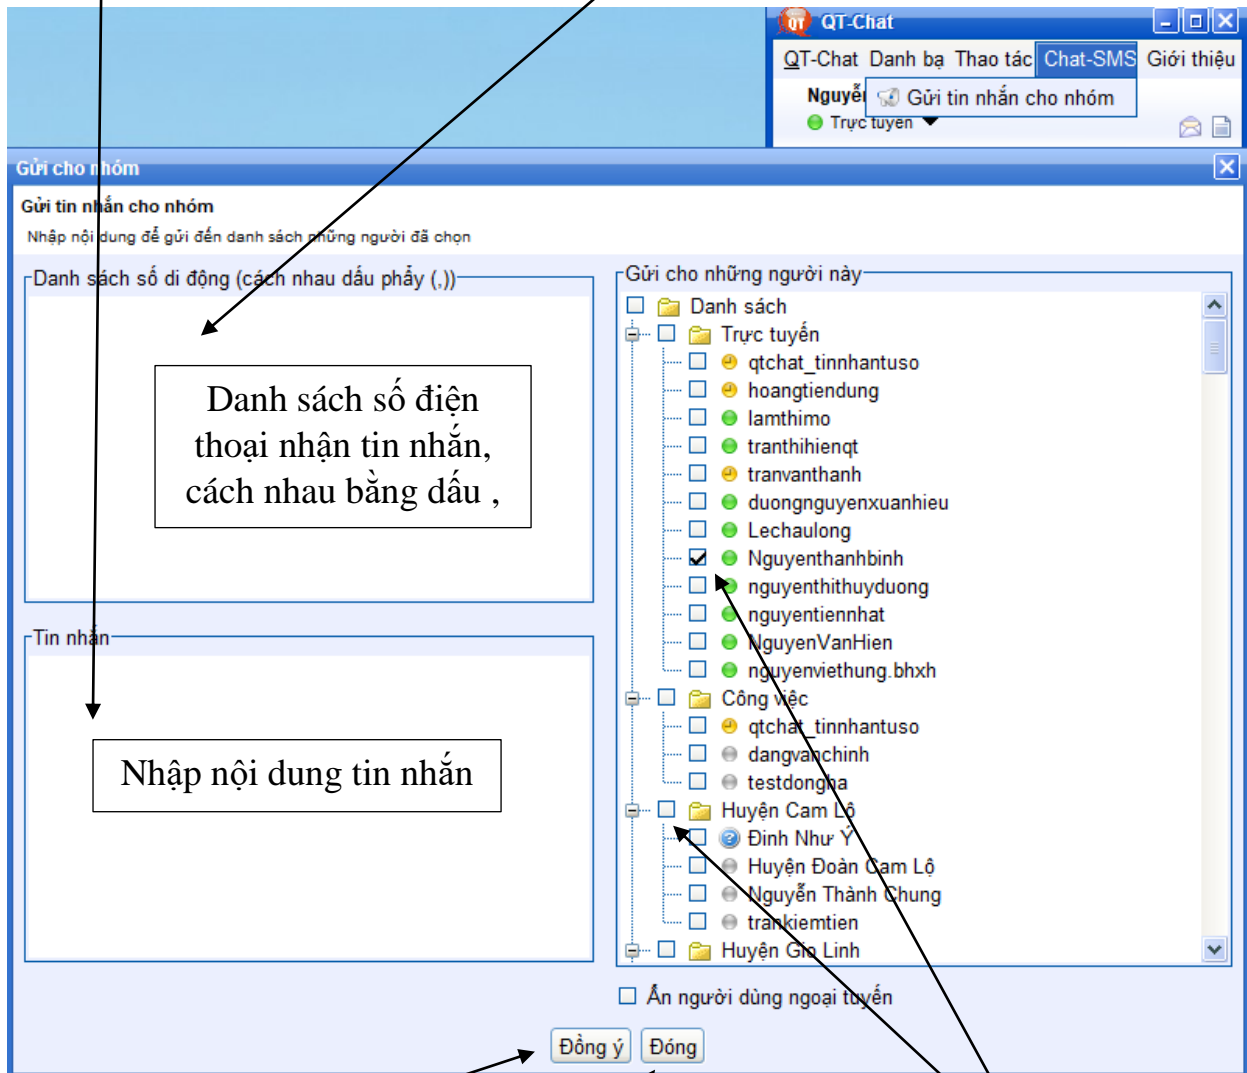 QT
QT-Chat
QT-Chat Danh bạ Thao tác Chat-SMS Giới thiệu
Gửi tin nhắn cho nhóm
Trực tuyến
Gửi cho nhóm
Gửi tin nhắn cho nhóm
Nhập nội dung để gửi đến danh sách những người đã chọn
Danh sách số di động (cách nhau dấu phẩy (,))
Danh sách số điện
thoại nhận tin nhắn,
cách nhau bằng dấu ,
Tin nhắn
Nhập nội dung tin nhắn
Gửi cho những người này
Danh sách
Trực tuyến
qtchat_tinnhantuso
hoangtiendung
lamthimo
tranthihienqt
tranvanthanh
duongnguyenxuanhieu
Lechaulong
Nguyenthanhbinh
nguyenthithuyduong
nguyentiennhat
NguyenVanHien
nguyenviethung.bhxh
Công việc
qtchat_tinnhantuso
dangvanchinh
testdongha
Huyện Cam Lộ
Đinh Như Ý
Huyện Đoàn Cam Lộ
Nguyễn Thành Chung
trankiemtien
Huyện Gio Linh
Ẩn người dùng ngoại tuyến
Đồng ý Đóng